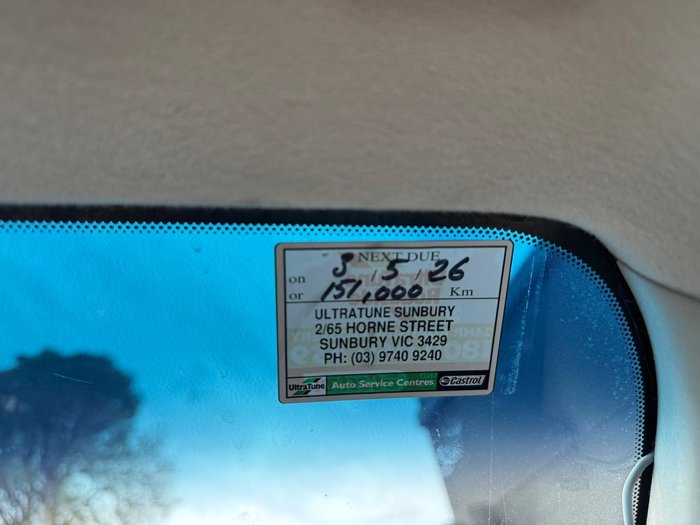 NEXT DUE
on 3 / 5 / 26
or 151,000 Km
ULTRATUNE SUNBURY
2/65 HORNE STREET
SUNBURY VIC 3429
PH: (03) 9740 9240
UltraTune Auto Service Centres Castrol